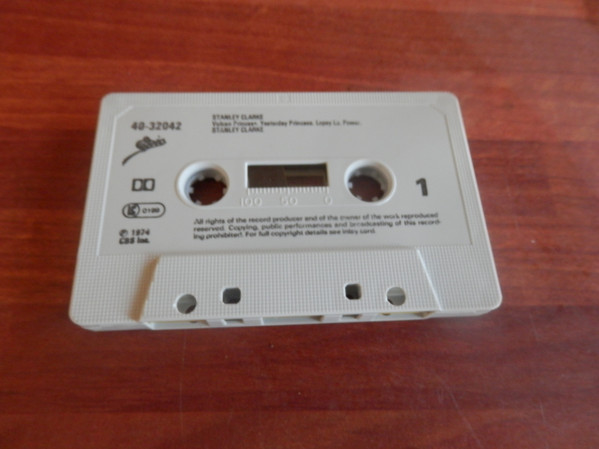 40-32042
STANLEY CLARKE
Vulcan Princess, Yesterday Princess, Lopsy Lu, Power.
STANLEY CLARKE
Epic
1
100 50 0
All rights of the record producer and of the owner of the work reproduced
reserved. Copying, public performances and broadcasting of this record-
ing prohibited. For full copyright details see inlay card.
℗ 1974
CBS Inc.